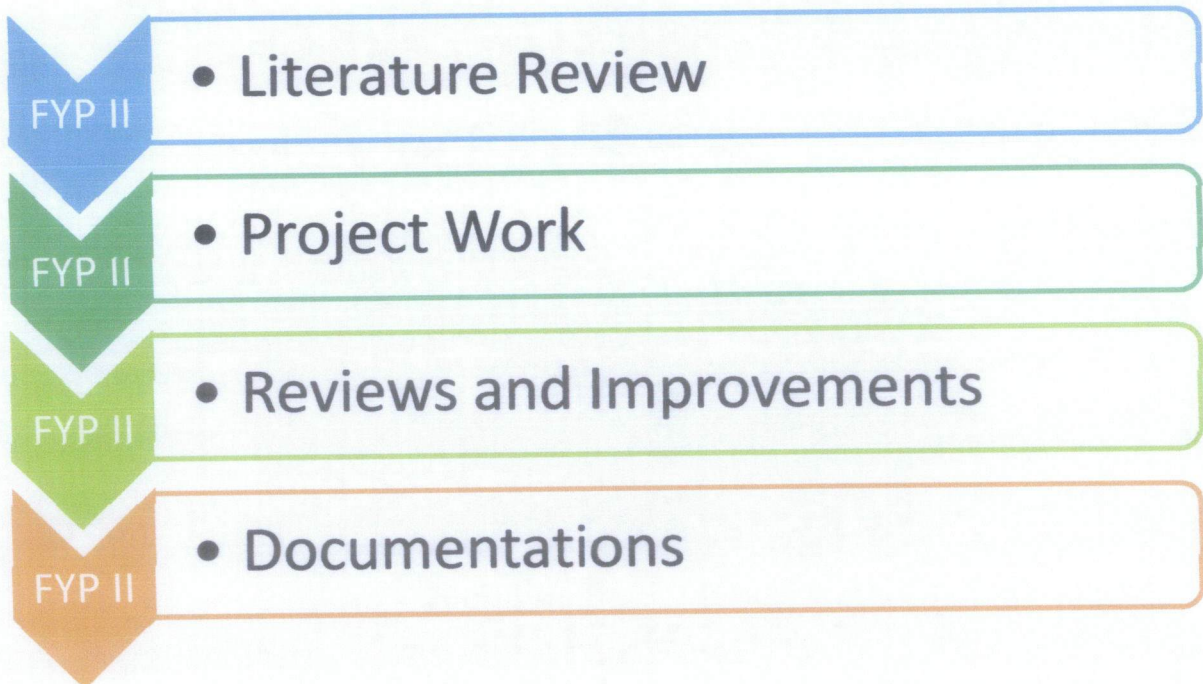 FYP II
• Literature Review
FYP II
• Project Work
FYP II
• Reviews and Improvements
FYP II
• Documentations